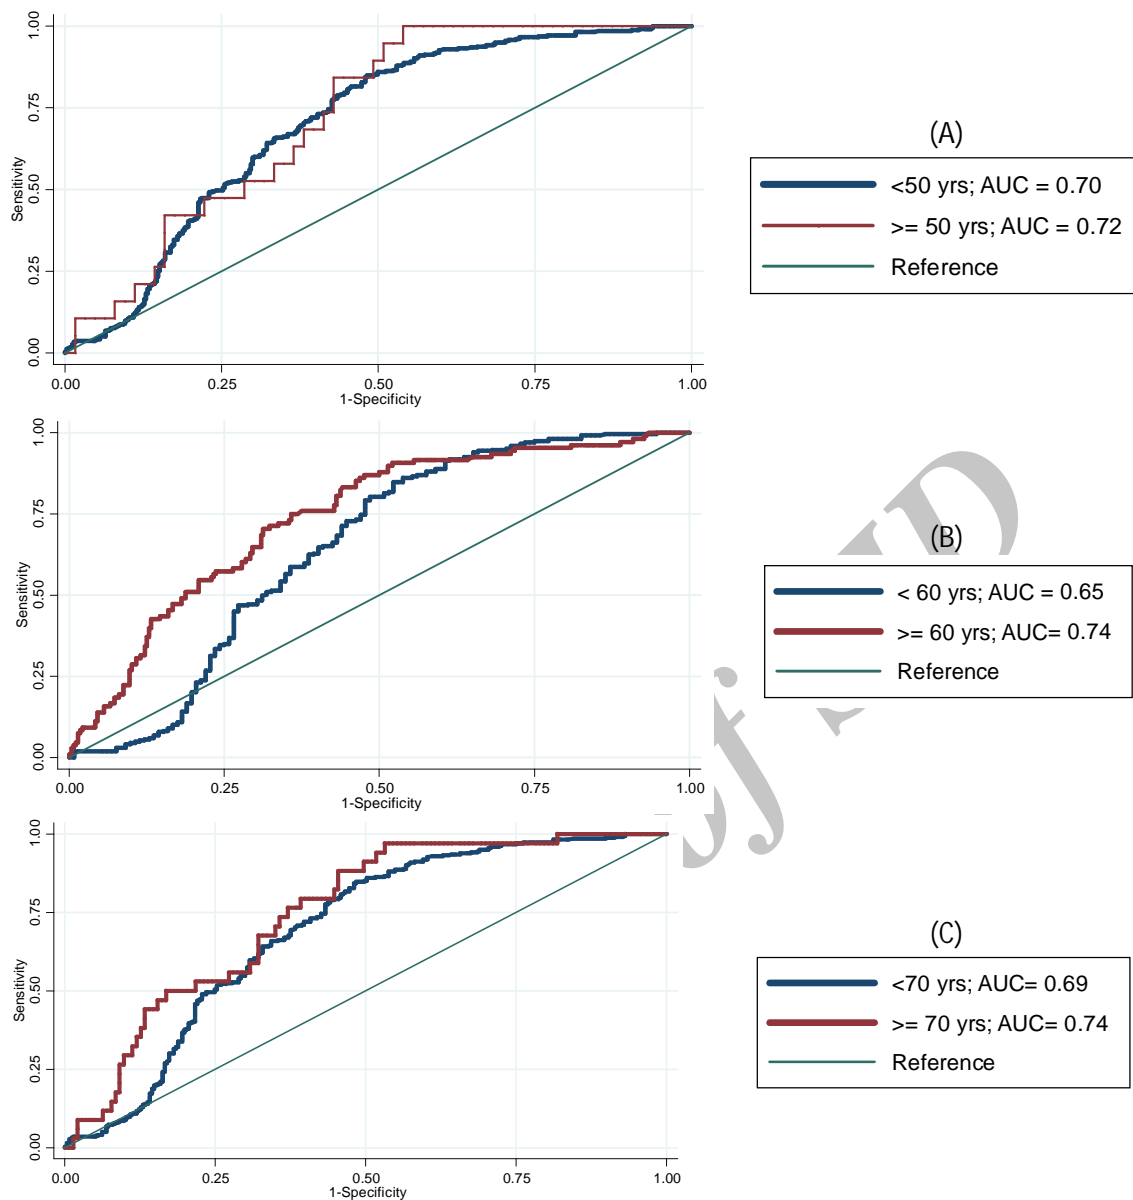 1.00
0.75
0.50
0.25
0.00
Sensitivity
0.00 0.25 0.50 0.75 1.00
1-Specificity
(A)
<50 yrs; AUC = 0.70
>= 50 yrs; AUC = 0.72
Reference
1.00
0.75
0.50
0.25
0.00
Sensitivity
0.00 0.25 0.50 0.75 1.00
1-Specificity
(B)
< 60 yrs; AUC = 0.65
>= 60 yrs; AUC= 0.74
Reference
of
1.00
0.75
0.50
0.25
0.00
Sensitivity
0.00 0.25 0.50 0.75 1.00
1-Specificity
(C)
<70 yrs; AUC= 0.69
>= 70 yrs; AUC= 0.74
Reference